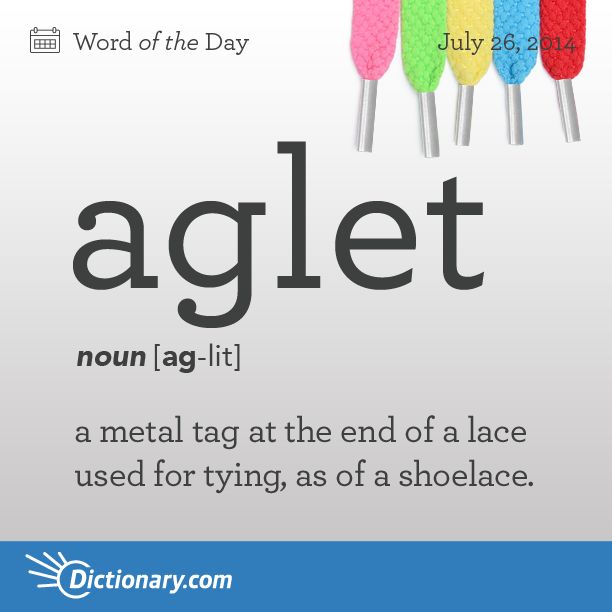 Word of the Day
July 26, 2014
aglet
noun [ag-lit]
a metal tag at the end of a lace
used for tying, as of a shoelace.
Dictionary.com